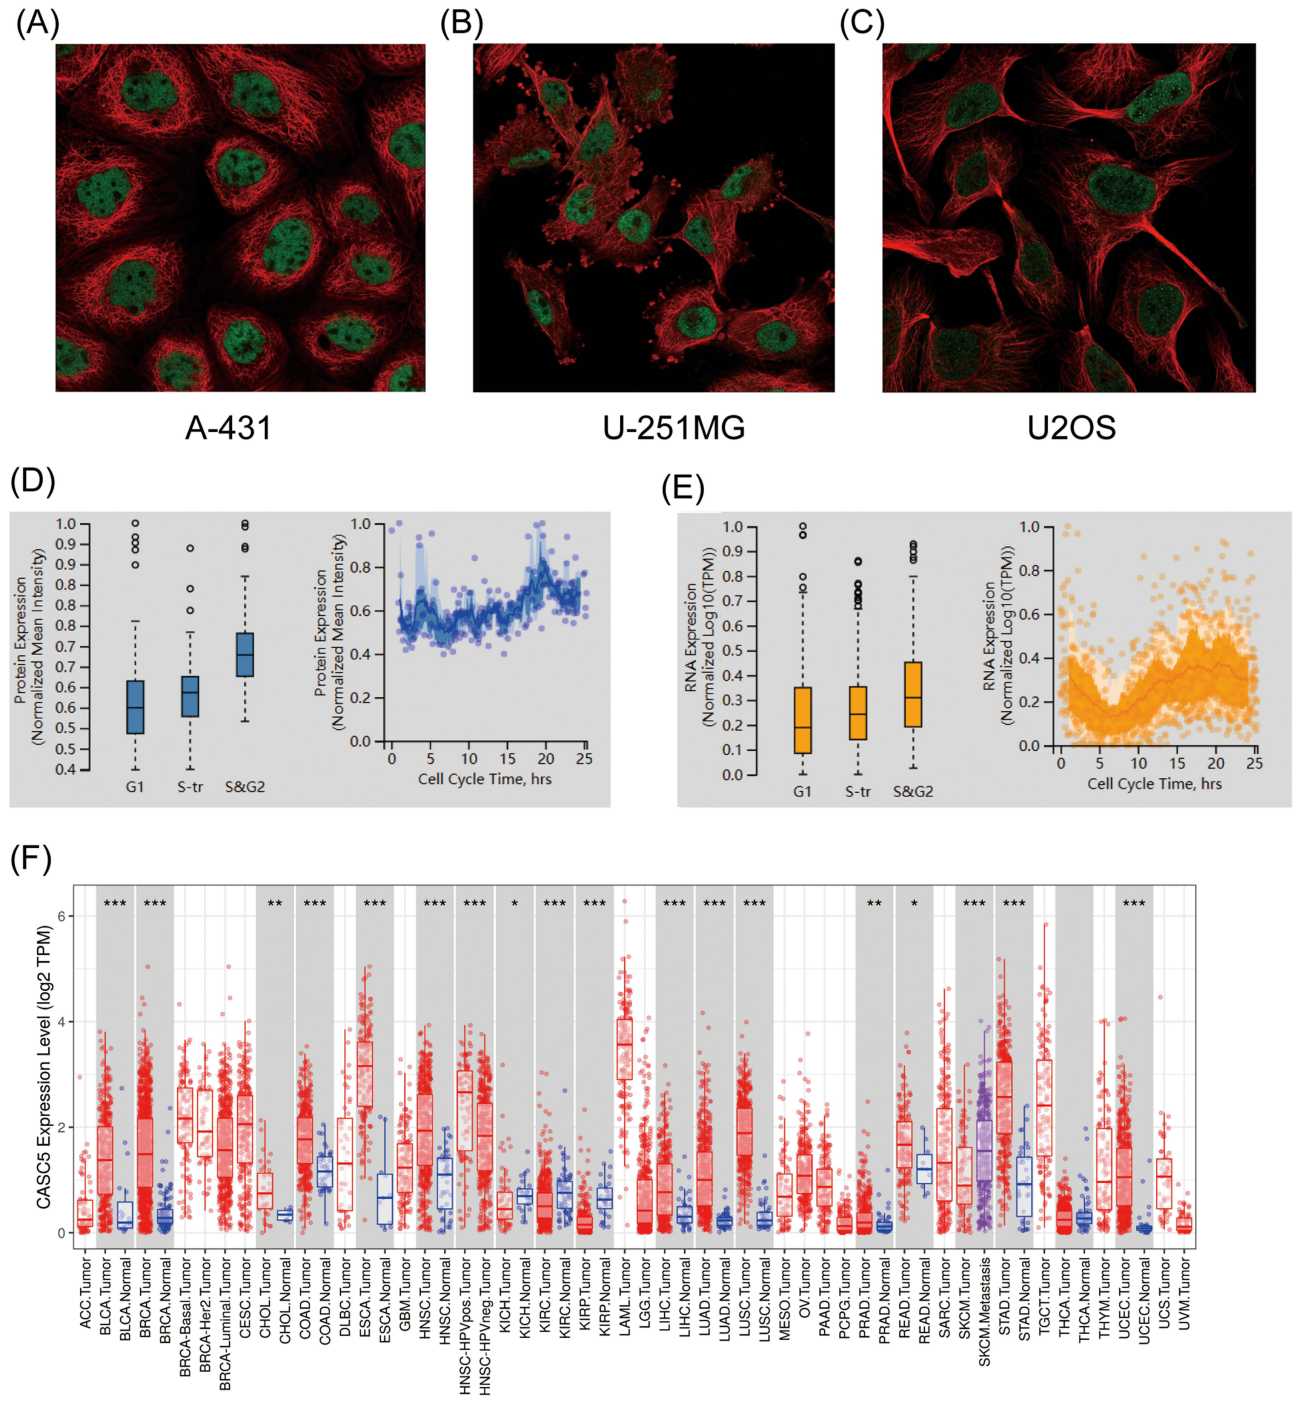 (A)
(B)
(C)
A-431
U-251MG
U2OS
(D)
(E)
Protein Expression
(Normalized Mean Intensity)
1.0
0.9
0.9
0.8
0.8
0.7
0.7
0.6
0.6
0.5
0.5
0.4
G1
S-tr
S&G2
Protein Expression
(Normalized Mean Intensity)
1.0
0.8
0.6
0.4
0.2
0.0
0
5
10
15
20
25
Cell Cycle Time, hrs
RNA Expression
(Normalized Log10(TPM))
1.0
0.9
0.8
0.7
0.6
0.5
0.4
0.3
0.2
0.1
0.0
G1
S-tr
S&G2
RNA Expression
(Normalized Log10(TPM))
1.0
0.8
0.6
0.4
0.2
0.0
0
5
10
15
20
25
Cell Cycle Time, hrs
(F)
CASC5 Expression Level (log2 TPM)
6
4
2
0
*** *** ** *** *** *** *** * *** *** *** *** *** ** * *** *** ***
ACC.Tumor
BLCA.Tumor
BLCA.Normal
BRCA.Tumor
BRCA.Normal
BRCA-Basal.Tumor
BRCA-Her2.Tumor
BRCA-Luminal.Tumor
CESC.Tumor
CHOL.Tumor
CHOL.Normal
COAD.Tumor
COAD.Normal
DLBC.Tumor
ESCA.Tumor
ESCA.Normal
GBM.Tumor
HNSC.Tumor
HNSC.Normal
HNSC-HPVpos.Tumor
HNSC-HPVneg.Tumor
KICH.Tumor
KICH.Normal
KIRC.Tumor
KIRC.Normal
KIRP.Tumor
KIRP.Normal
LAML.Tumor
LGG.Tumor
LIHC.Tumor
LIHC.Normal
LUAD.Tumor
LUAD.Normal
LUSC.Tumor
LUSC.Normal
MESO.Tumor
OV.Tumor
PAAD.Tumor
PCPG.Tumor
PRAD.Tumor
PRAD.Normal
READ.Tumor
READ.Normal
SARC.Tumor
SKCM.Tumor
SKCM.Metastasis
STAD.Tumor
STAD.Normal
TGCT.Tumor
THCA.Tumor
THCA.Normal
THYM.Tumor
UCEC.Tumor
UCEC.Normal
UCS.Tumor
UVM.Tumor